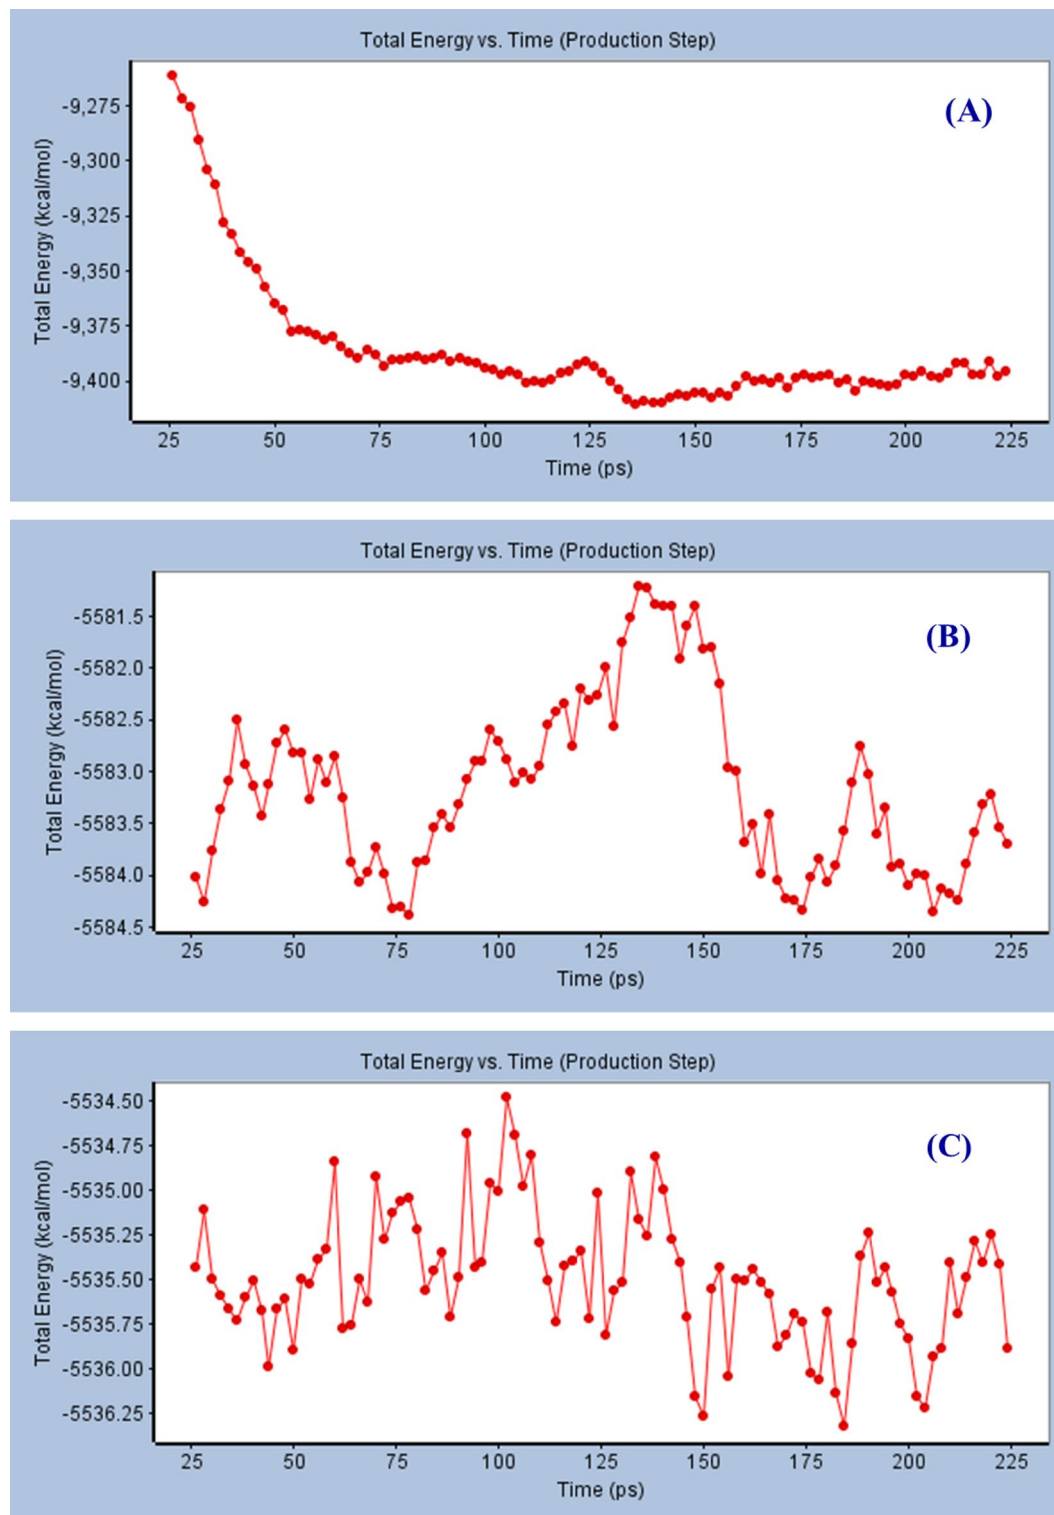 Total Energy vs. Time (Production Step)
(A)
Total Energy (kcal/mol)
-9,275
-9,300
-9,325
-9,350
-9,375
-9,400
25 50 75 100 125 150 175 200 225
Time (ps)
Total Energy vs. Time (Production Step)
(B)
Total Energy (kcal/mol)
-5581.5
-5582.0
-5582.5
-5583.0
-5583.5
-5584.0
-5584.5
25 50 75 100 125 150 175 200 225
Time (ps)
Total Energy vs. Time (Production Step)
(C)
Total Energy (kcal/mol)
-5534.50
-5534.75
-5535.00
-5535.25
-5535.50
-5535.75
-5536.00
-5536.25
25 50 75 100 125 150 175 200 225
Time (ps)